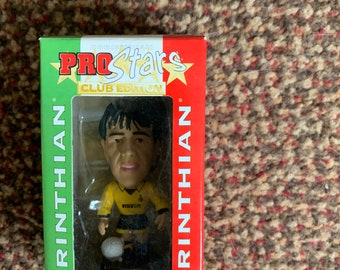 PRO
Stars
CLUB EDITION
RINTHIAN
RINTHIAN